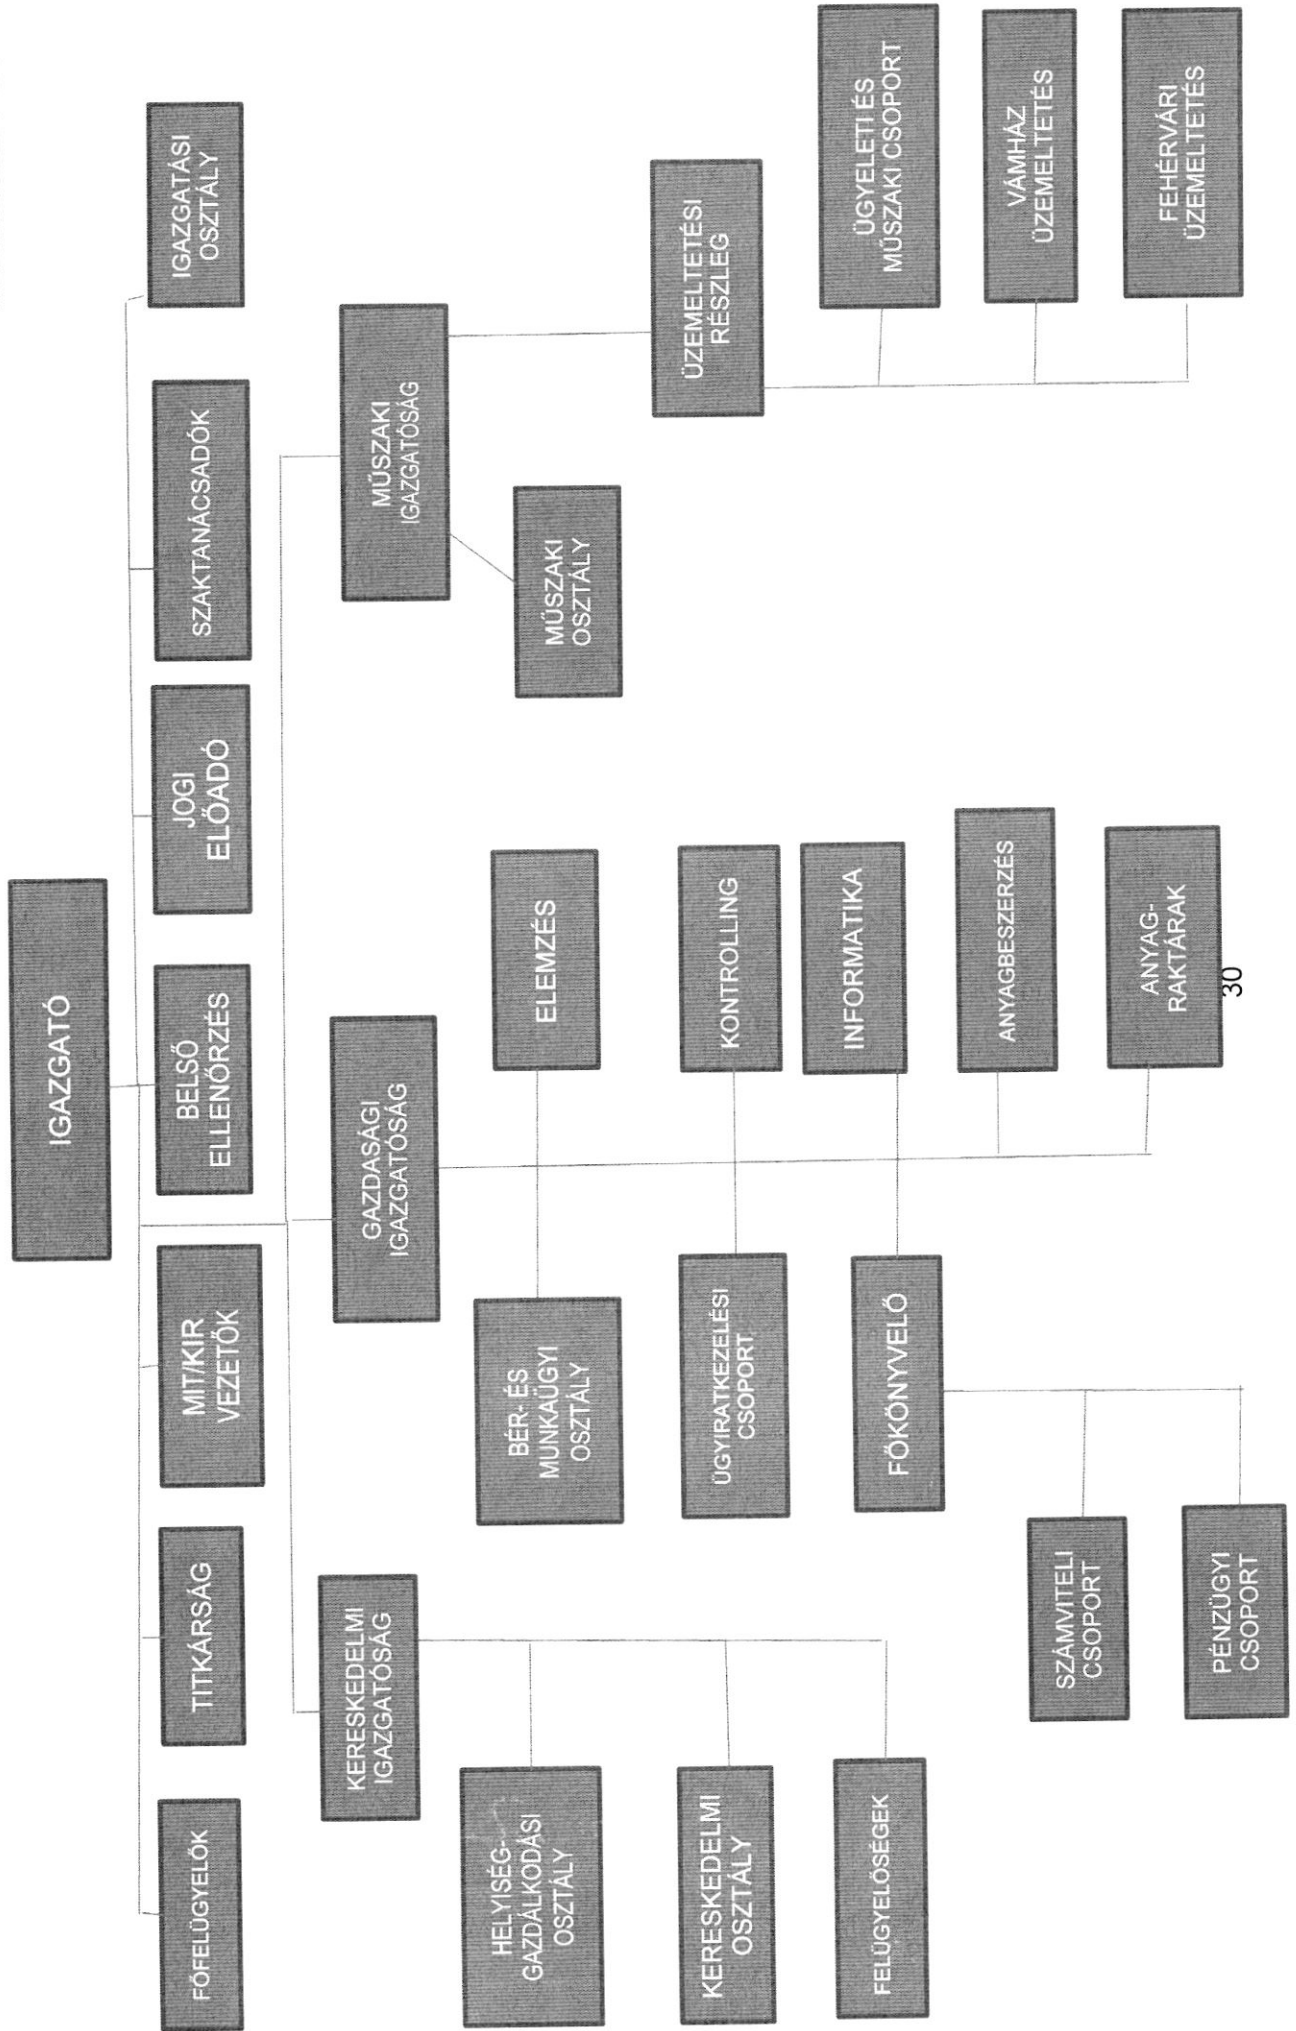 IGAZGATÓ
FŐFELÜGYELŐK
TITKÁRSÁG
MIT/KIR
VEZETŐK
BELSŐ
ELLENŐRZÉS
JOGI
ELŐADÓ
SZAKTANÁCSADÓK
IGAZGATÁSI
OSZTÁLY
KERESKEDELMI
IGAZGATÓSÁG
GAZDASÁGI
IGAZGATÓSÁG
MŰSZAKI
IGAZGATÓSÁG
HELYISÉG-
GAZDÁLKODÁSI
OSZTÁLY
KERESKEDELMI
OSZTÁLY
FELÜGYELŐSÉGEK
BÉR- ÉS
MUNKAÜGYI
OSZTÁLY
ELEMZÉS
ÜGYIRATKEZELÉSI
CSOPORT
KONTROLLING
FŐKÖNYVELŐ
INFORMATIKA
SZÁMVITELI
CSOPORT
PÉNZÜGYI
CSOPORT
ANYAGBESZERZÉS
ANYAG-
RAKTÁRAK
MŰSZAKI
OSZTÁLY
ÜZEMELTETÉSI
RÉSZLEG
ÜGYELETI ÉS
MŰSZAKI CSOPORT
VÁMHÁZ
ÜZEMELTETÉS
FEHÉRVÁRI
ÜZEMELTETÉS
30